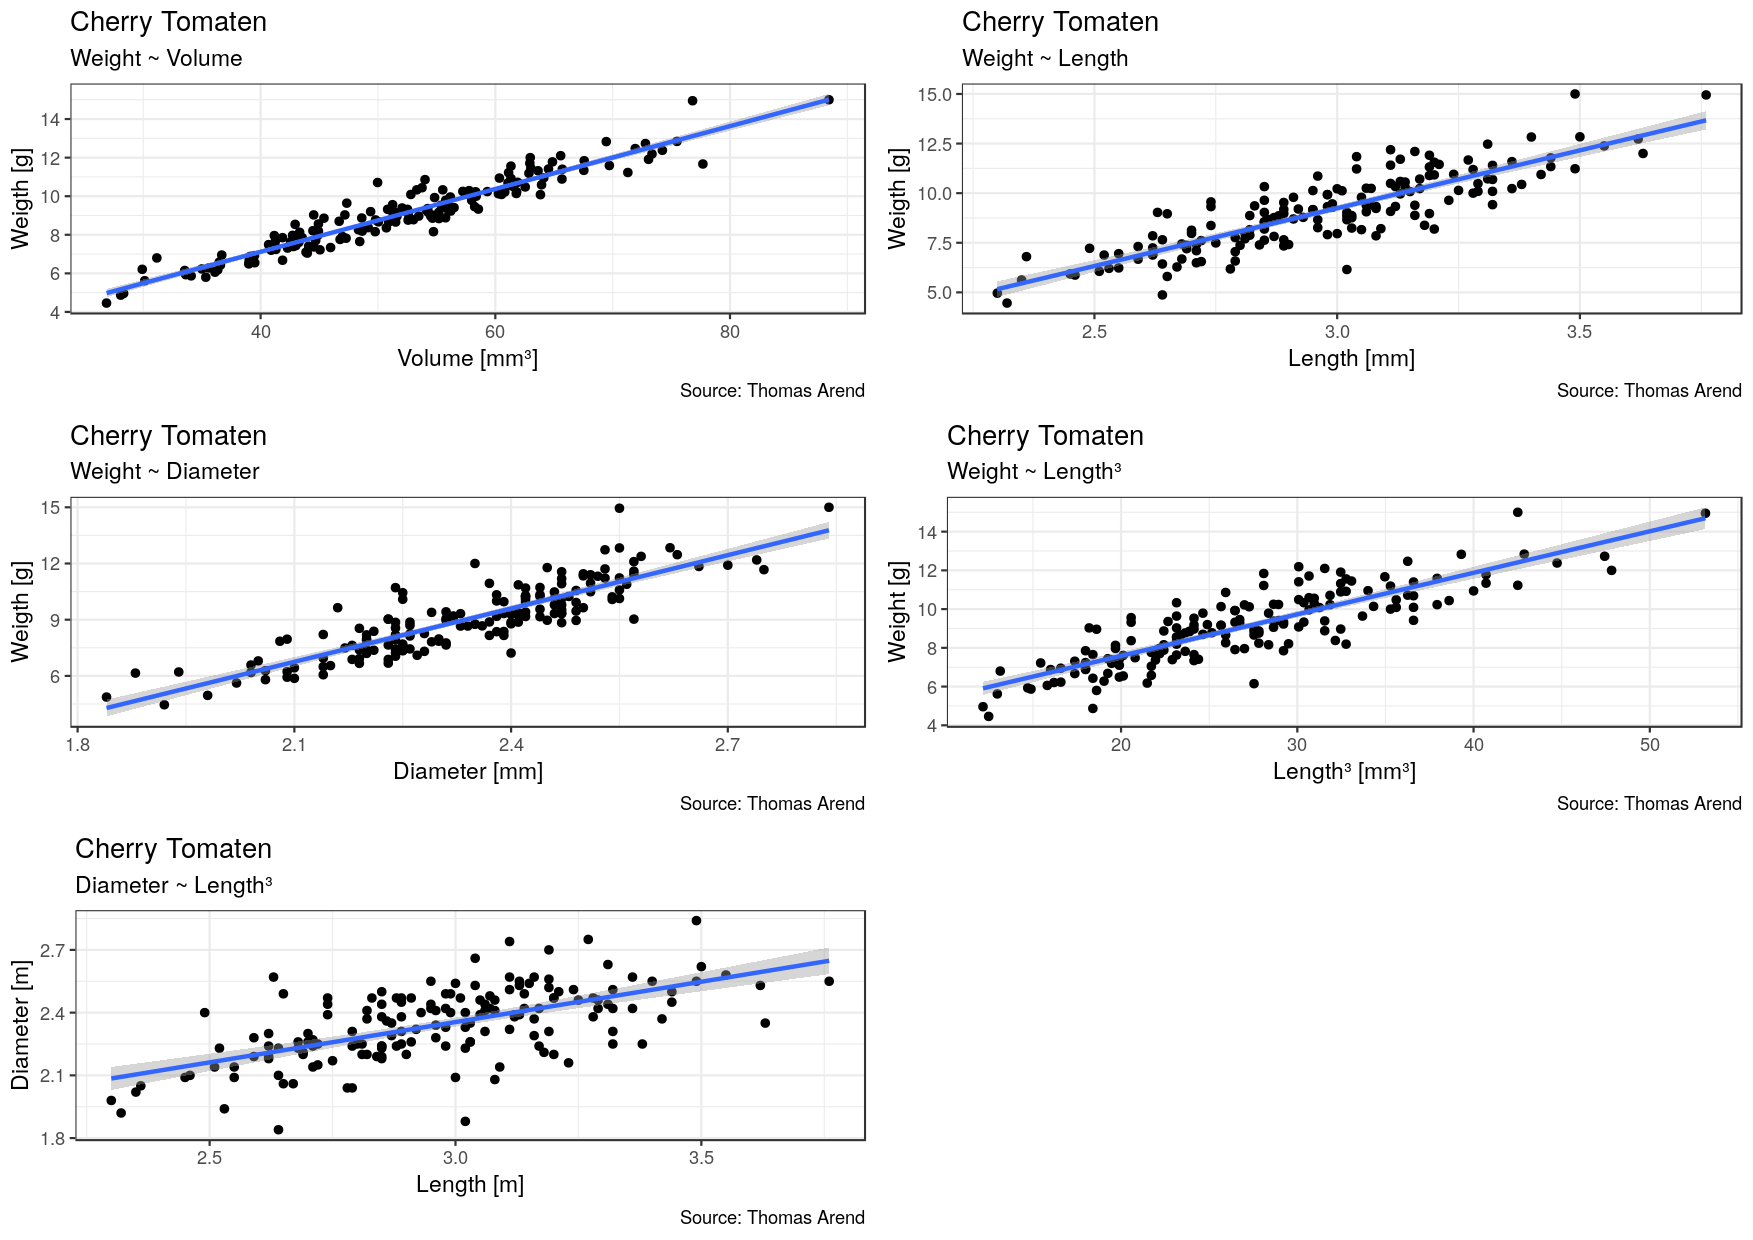 Cherry Tomaten
Weight ~ Volume
Weigth [g]
14
12
10
8
6
4
40 60 80
Volume [mm³]
Source: Thomas Arend
Cherry Tomaten
Weight ~ Length
Weigth [g]
15.0
12.5
10.0
7.5
5.0
2.5 3.0 3.5
Length [mm]
Source: Thomas Arend
Cherry Tomaten
Weight ~ Diameter
Weigth [g]
15
12
9
6
1.8 2.1 2.4 2.7
Diameter [mm]
Source: Thomas Arend
Cherry Tomaten
Weight ~ Length³
Weight [g]
14
12
10
8
6
4
20 30 40 50
Length³ [mm³]
Source: Thomas Arend
Cherry Tomaten
Diameter ~ Length³
Diameter [m]
2.7
2.4
2.1
1.8
2.5 3.0 3.5
Length [m]
Source: Thomas Arend